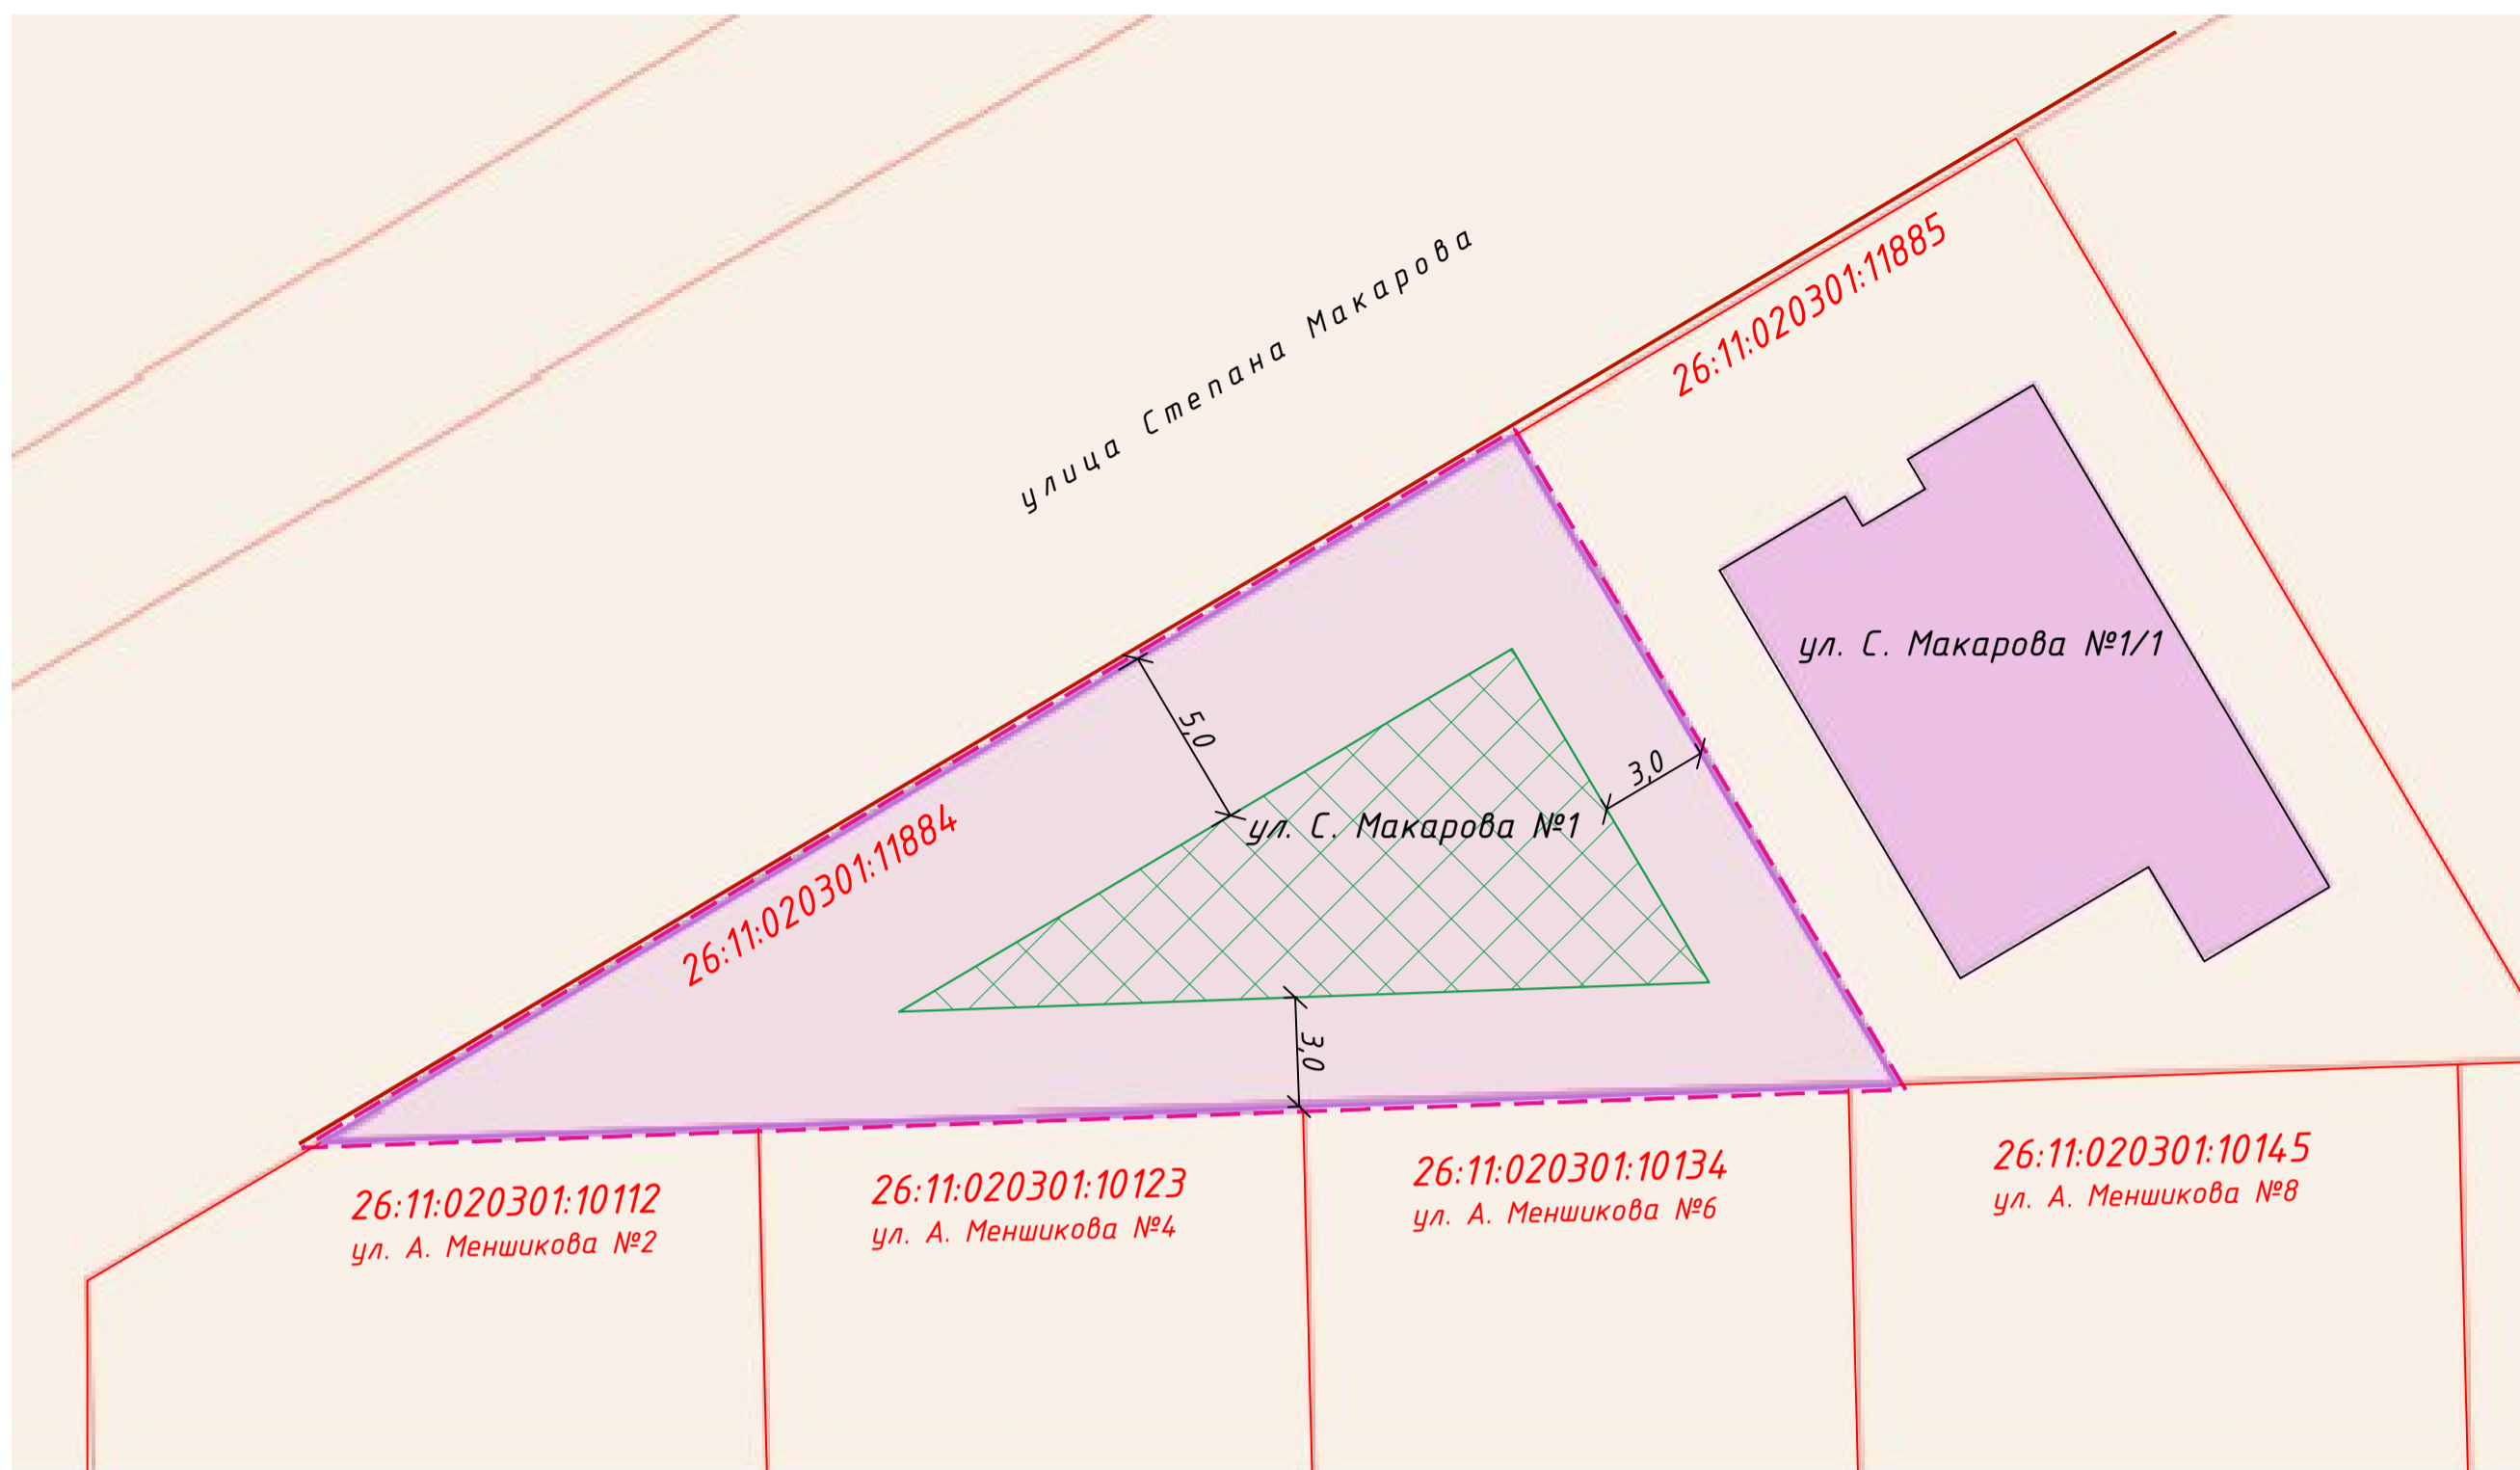 улица Степана Макарова
26:11:020301:11885
ул. С. Макарова №1/1
5,0
3,0
ул. С. Макарова №1
26:11:020301:11884
3,0
26:11:020301:10112
ул. А. Меншикова №2
26:11:020301:10123
ул. А. Меншикова №4
26:11:020301:10134
ул. А. Меншикова №6
26:11:020301:10145
ул. А. Меншикова №8